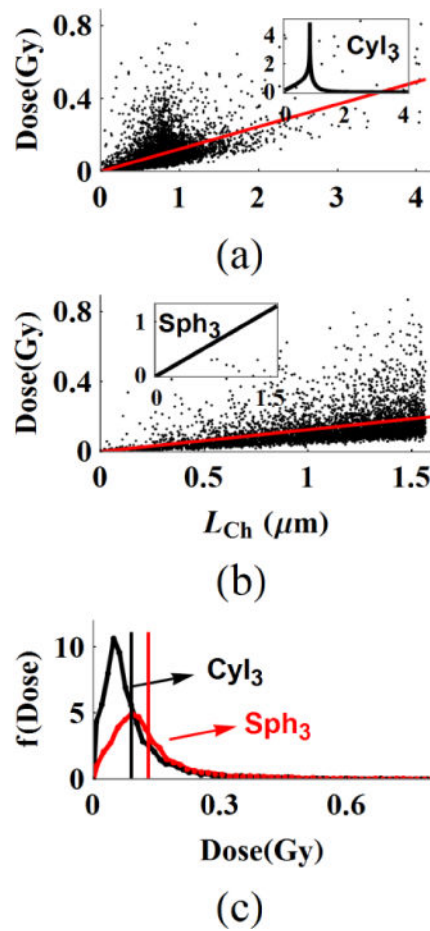 0.8
Dose(Gy)
0.4
0
0 1 2 3 4
4
2
0
0 2 4
Cyl3
(a)
0.8
Dose(Gy)
0.4
0
0 0.5 1 1.5
1
0
0 1.5
Sph3
LCh (μm)
(b)
10
f(Dose)
5
0
0 0.3 0.6
Cyl3
Sph3
Dose(Gy)
(c)